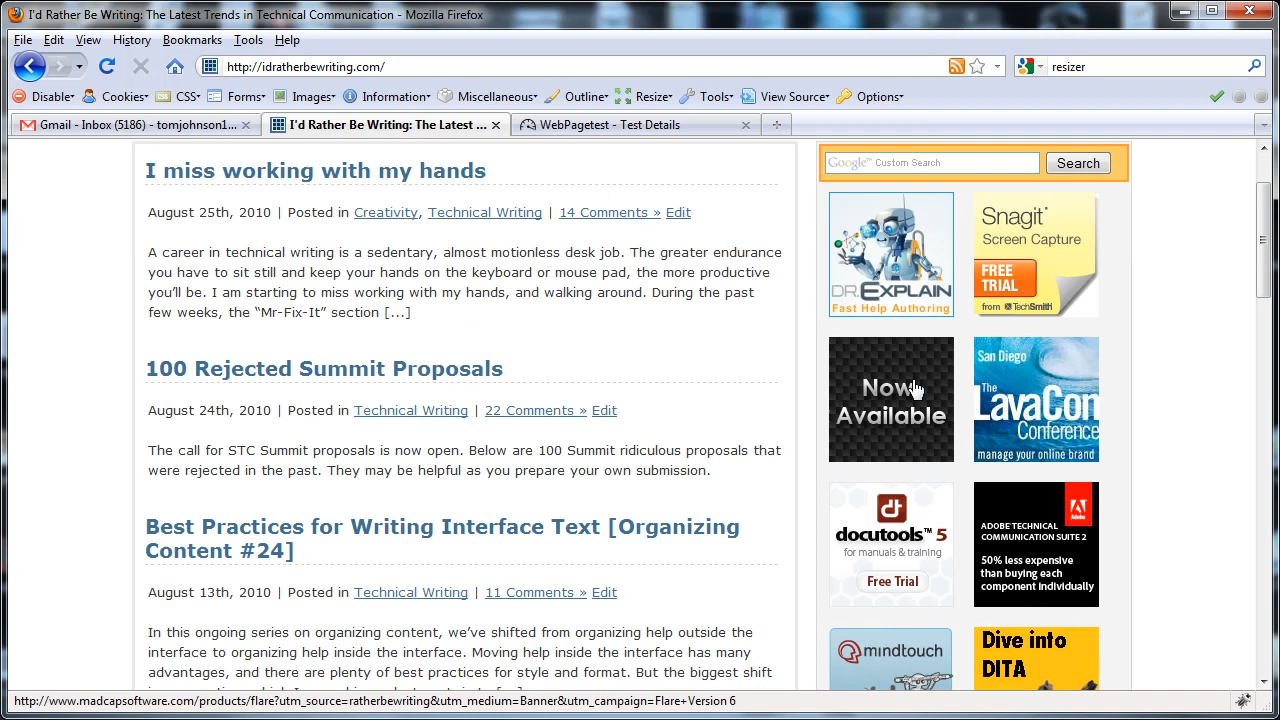 I'd Rather Be Writing: The Latest Trends in Technical Communication - Mozilla Firefox
File Edit View History Bookmarks Tools Help
http://idratherbewriting.com/
resizer
Disable Cookies CSS Forms Images Information Miscellaneous Outline Resize Tools View Source Options
Gmail - Inbox (5186) - tomjohnson1...
I'd Rather Be Writing: The Latest ...
WebPagetest - Test Details
I miss working with my hands
August 25th, 2010 | Posted in Creativity, Technical Writing | 14 Comments » Edit
A career in technical writing is a sedentary, almost motionless desk job. The greater endurance
you have to sit still and keep your hands on the keyboard or mouse pad, the more productive
you'll be. I am starting to miss working with my hands, and walking around. During the past
few weeks, the “Mr-Fix-It” section [...]
100 Rejected Summit Proposals
August 24th, 2010 | Posted in Technical Writing | 22 Comments » Edit
The call for STC Summit proposals is now open. Below are 100 Summit ridiculous proposals that
were rejected in the past. They may be helpful as you prepare your own submission.
Best Practices for Writing Interface Text [Organizing
Content #24]
August 13th, 2010 | Posted in Technical Writing | 11 Comments » Edit
In this ongoing series on organizing content, we've shifted from organizing help outside the
interface to organizing help inside the interface. Moving help inside the interface has many
advantages, and there are plenty of best practices for style and format. But the biggest shift
Google™ Custom Search
Search
DR.EXPLAIN
Fast Help Authoring
Snagit®
Screen Capture
FREE
TRIAL
from TechSmith
Now
Available
San Diego
The
LavaCon
Conference
manage your online brand
dt
docutools™ 5
for manuals & training
Free Trial
Adobe
ADOBE® TECHNICAL
COMMUNICATION SUITE 2
50% less expensive
than buying each
component individually
mindtouch
Dive into
DITA
http://www.madcapsoftware.com/products/flare?utm_source=ratherbewriting&utm_medium=Banner&utm_campaign=Flare+Version 6